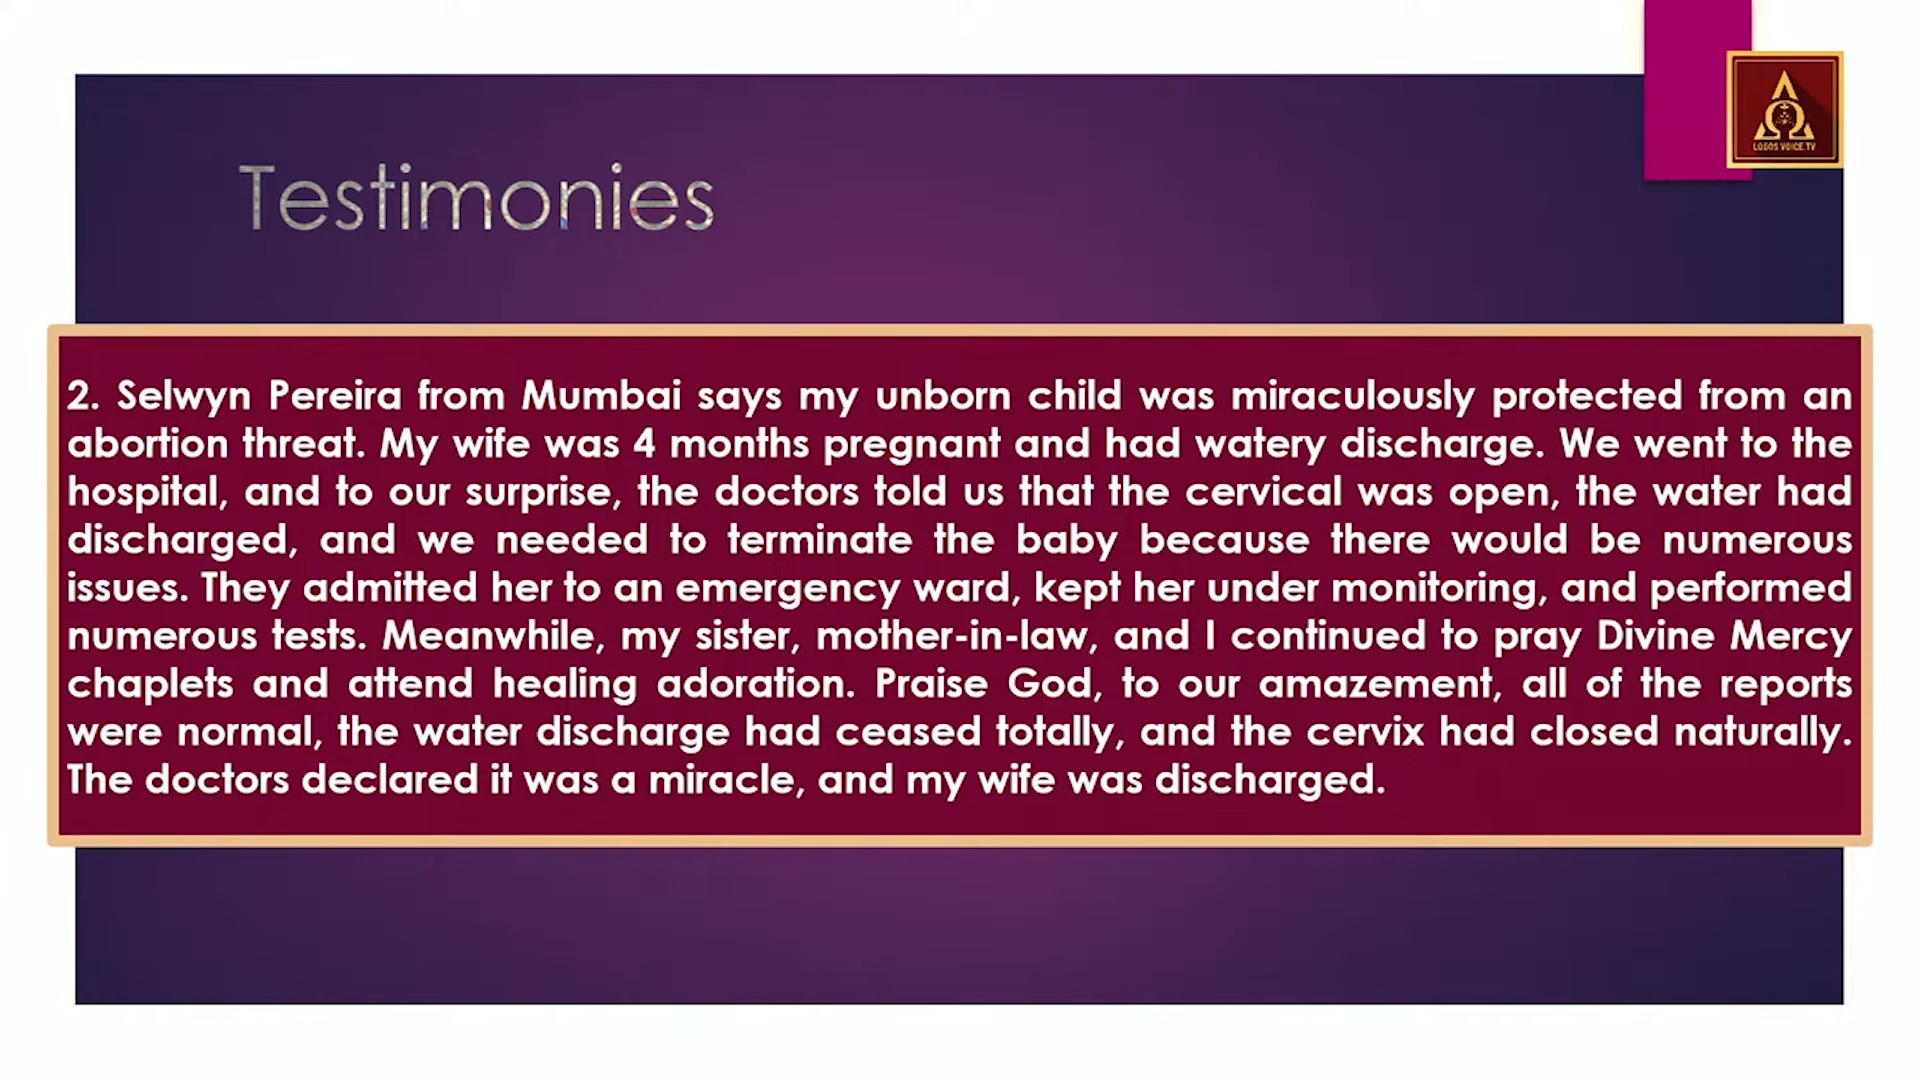 LOGOS VOICE.TV
Testimonies
2. Selwyn Pereira from Mumbai says my unborn child was miraculously protected from an
abortion threat. My wife was 4 months pregnant and had watery discharge. We went to the
hospital, and to our surprise, the doctors told us that the cervical was open, the water had
discharged, and we needed to terminate the baby because there would be numerous
issues. They admitted her to an emergency ward, kept her under monitoring, and performed
numerous tests. Meanwhile, my sister, mother-in-law, and I continued to pray Divine Mercy
chaplets and attend healing adoration. Praise God, to our amazement, all of the reports
were normal, the water discharge had ceased totally, and the cervix had closed naturally.
The doctors declared it was a miracle, and my wife was discharged.